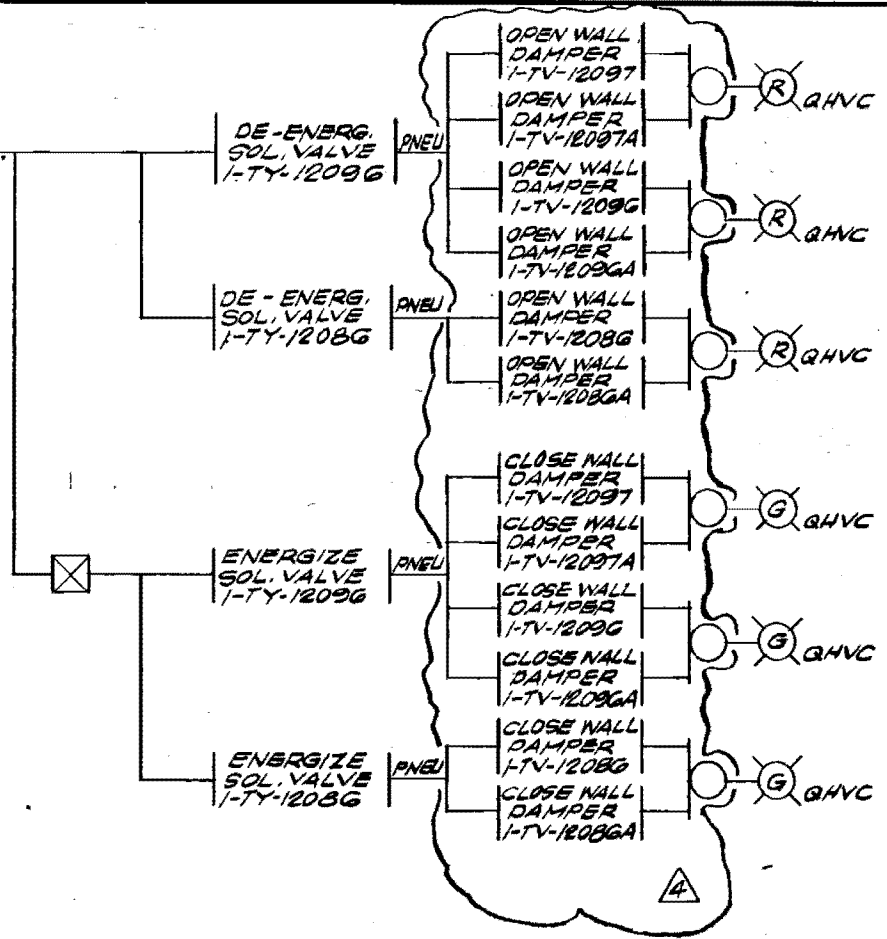 OPEN WALL
DAMPER
1-TV-12097
OPEN WALL
DAMPER
1-TV-12097A
R QHVC
DE-ENERG.
SOL. VALVE
1-TY-12096
PNEU
OPEN WALL
DAMPER
1-TV-12096
OPEN WALL
DAMPER
1-TV-12096A
R QHVC
DE-ENERG.
SOL. VALVE
1-TY-12086
PNEU
OPEN WALL
DAMPER
1-TV-12086
OPEN WALL
DAMPER
1-TV-12086A
R QHVC
CLOSE WALL
DAMPER
1-TV-12097
CLOSE WALL
DAMPER
1-TV-12097A
G QHVC
ENERGIZE
SOL. VALVE
1-TY-12096
PNEU
CLOSE WALL
DAMPER
1-TV-12096
CLOSE WALL
DAMPER
1-TV-12096A
G QHVC
ENERGIZE
SOL. VALVE
1-TY-12086
PNEU
CLOSE WALL
DAMPER
1-TV-12086
CLOSE WALL
DAMPER
1-TV-12086A
G QHVC
4